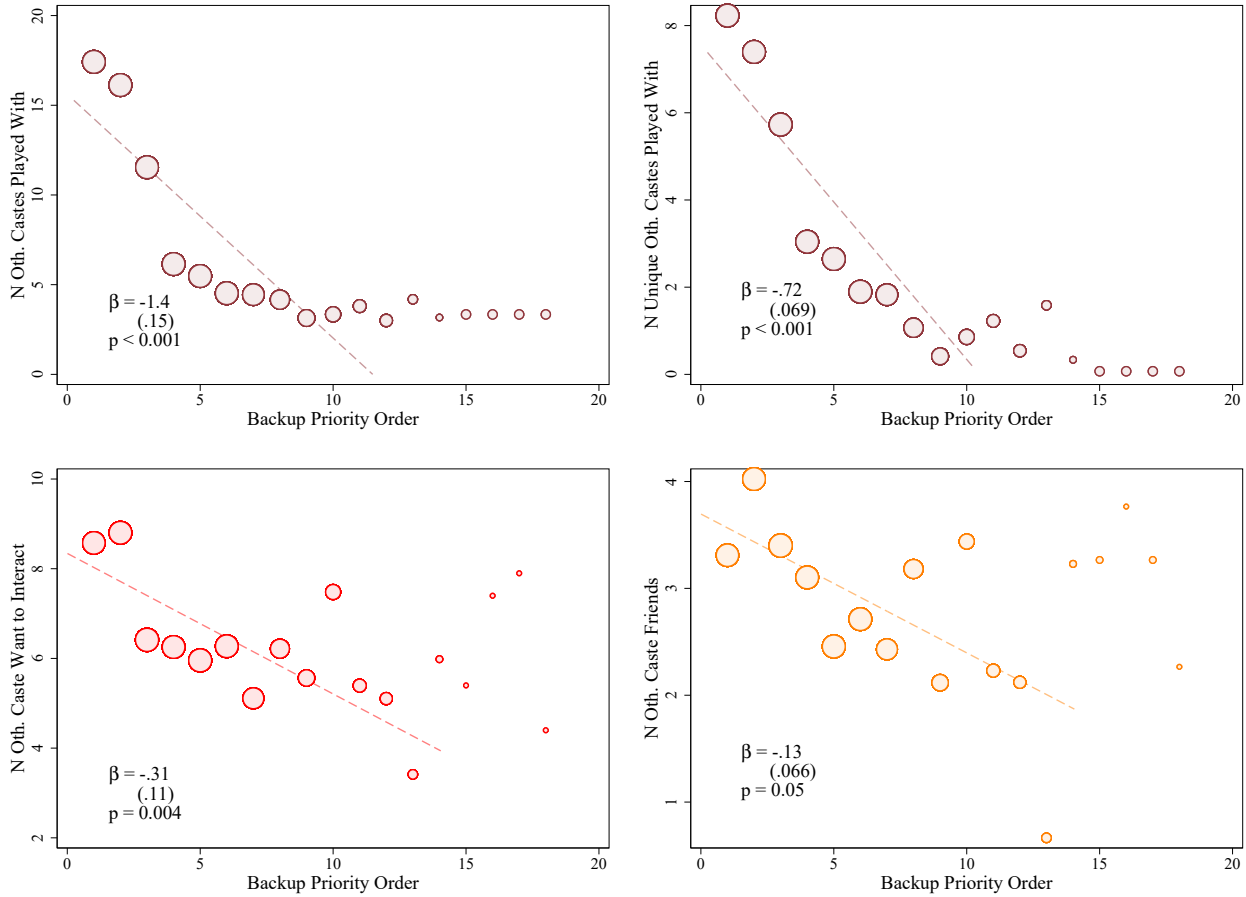 N Oth. Castes Played With
20
15
10
5
0
β = -1.4
(.15)
p < 0.001
0 5 10 15 20
Backup Priority Order
N Unique Oth. Castes Played With
8
6
4
2
0
β = -.72
(.069)
p < 0.001
0 5 10 15 20
Backup Priority Order
N Oth. Caste Want to Interact
10
8
6
4
2
β = -.31
(.11)
p = 0.004
0 5 10 15 20
Backup Priority Order
N Oth. Caste Friends
4
3
2
1
β = -.13
(.066)
p = 0.05
0 5 10 15 20
Backup Priority Order